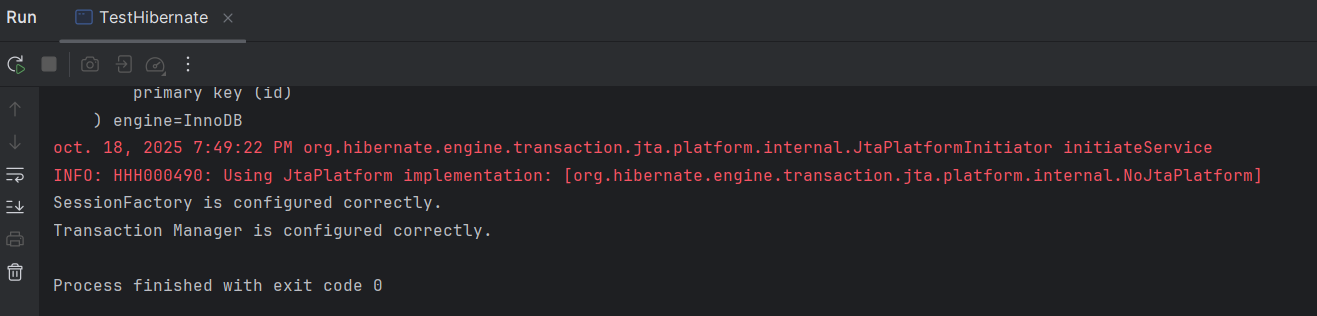 Run
TestHibernate
primary key (id)
) engine=InnoDB
oct. 18, 2025 7:49:22 PM org.hibernate.engine.transaction.jta.platform.internal.JtaPlatformInitiator initiateService
INFO: HHH000490: Using JtaPlatform implementation: [org.hibernate.engine.transaction.jta.platform.internal.NoJtaPlatform]
SessionFactory is configured correctly.
Transaction Manager is configured correctly.
Process finished with exit code 0